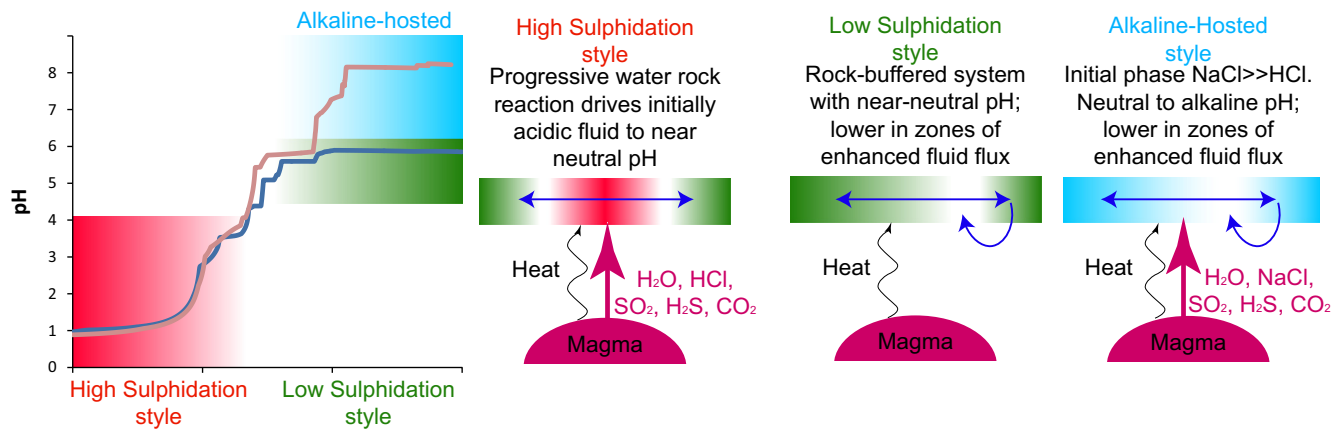 Alkaline-hosted
8
7
6
5
4
3
2
1
0
pH
High Sulphidation
style
Low Sulphidation
style
High Sulphidation
style
Progressive water rock
reaction drives initially
acidic fluid to near
neutral pH
Heat
H₂O, HCl,
SO₂, H₂S, CO₂
Magma
Low Sulphidation
style
Rock-buffered system
with near-neutral pH;
lower in zones of
enhanced fluid flux
Heat
Magma
Alkaline-Hosted
style
Initial phase NaCl>>HCl.
Neutral to alkaline pH;
lower in zones of
enhanced fluid flux
Heat
H₂O, NaCl,
SO₂, H₂S, CO₂
Magma